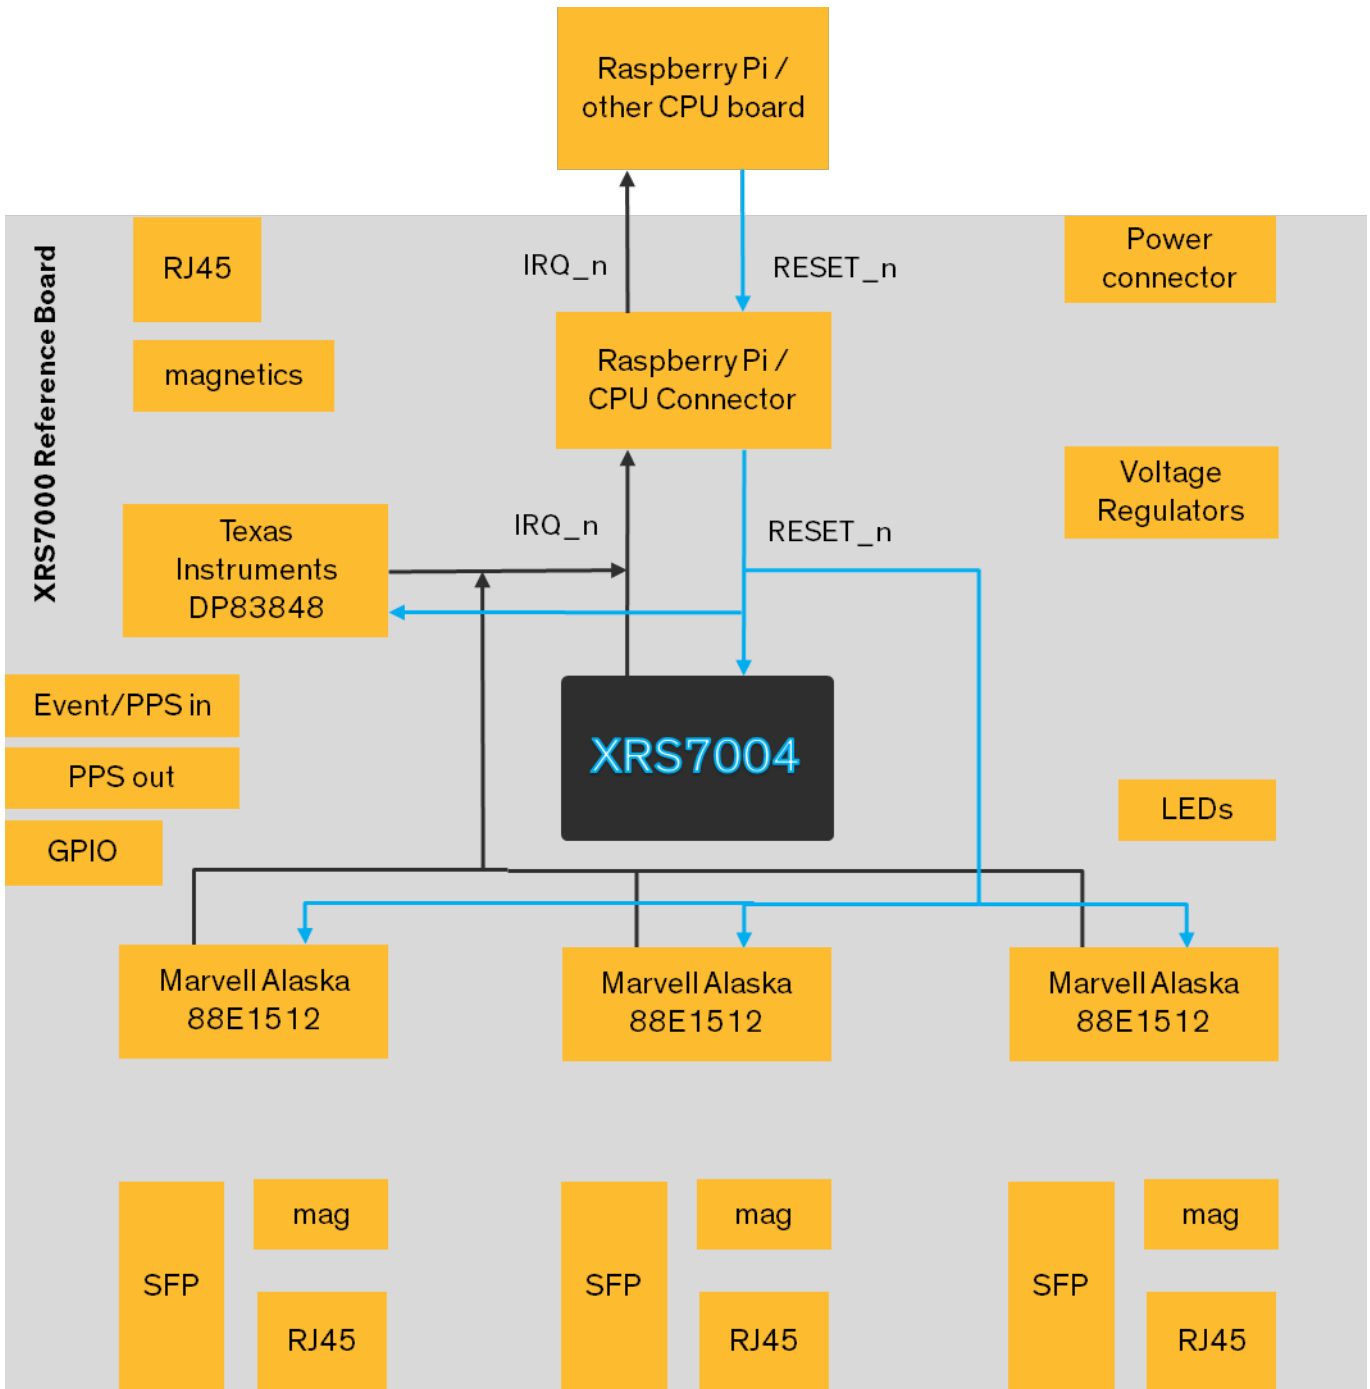 Raspberry Pi /
other CPU board
XRS7000 Reference Board
RJ45
IRQ_n
RESET_n
Power
connector
magnetics
Raspberry Pi /
CPU Connector
Voltage
Regulators
Texas
Instruments
DP83848
IRQ_n
RESET_n
Event/PPS in
PPS out
GPIO
XRS7004
LEDs
Marvell Alaska
88E1512
Marvell Alaska
88E1512
Marvell Alaska
88E1512
SFP
mag
RJ45
SFP
mag
RJ45
SFP
mag
RJ45